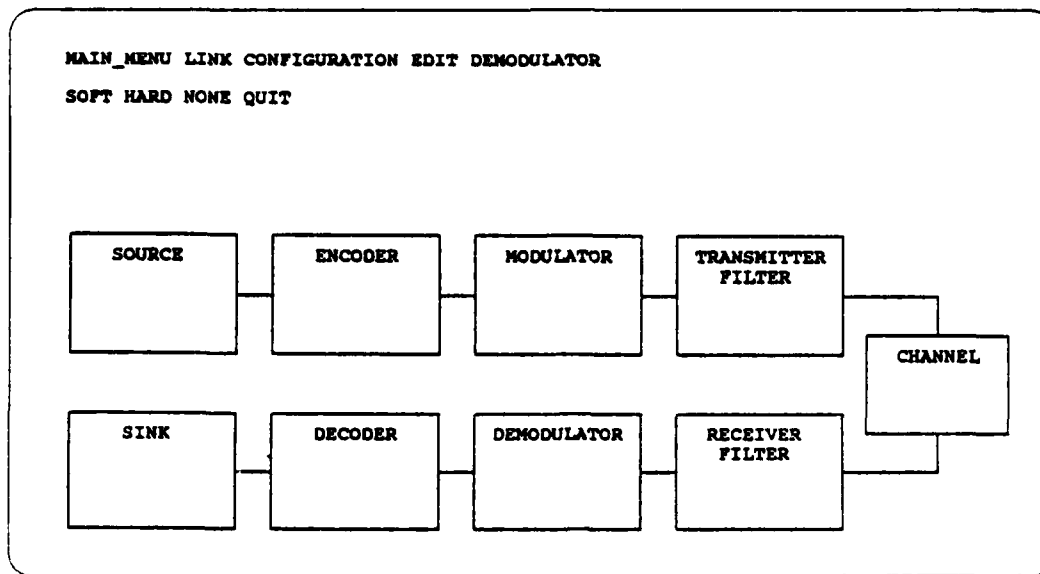 MAIN_MENU LINK CONFIGURATION EDIT DEMODULATOR
SOFT HARD NONE QUIT
SOURCE
ENCODER
MODULATOR
TRANSMITTER
FILTER
CHANNEL
SINK
DECODER
DEMODULATOR
RECEIVER
FILTER